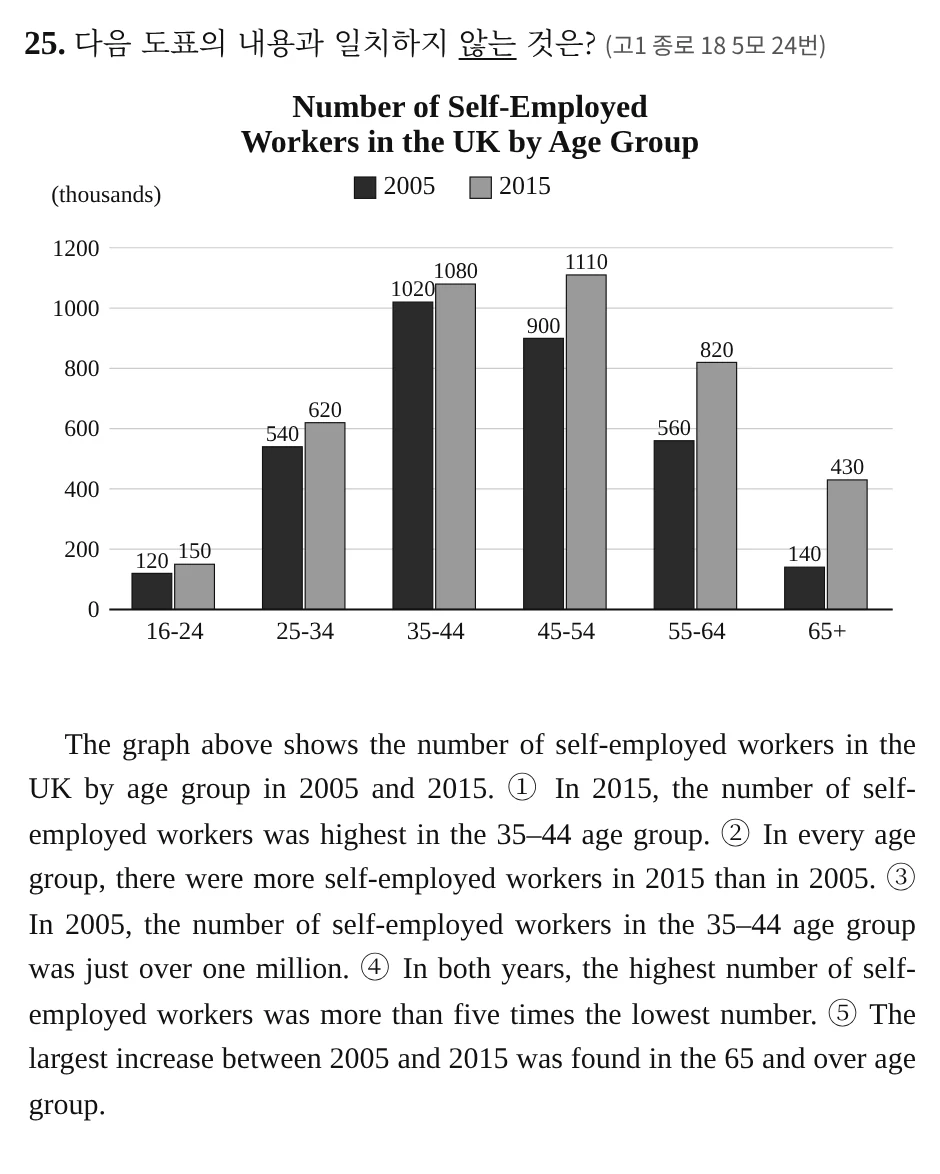 25. 다음 도표의 내용과 일치하지 않는 것은? (고1 종로 18 5모 24번)
Number of Self-Employed
Workers in the UK by Age Group
(thousands)
2005 2015
1200
1000
800
600
400
200
0
120 150
540 620
1020 1080
900 1110
560 820
140 430
16-24 25-34 35-44 45-54 55-64 65+
The graph above shows the number of self-employed workers in the
UK by age group in 2005 and 2015. ① In 2015, the number of self-
employed workers was highest in the 35–44 age group. ② In every age
group, there were more self-employed workers in 2015 than in 2005. ③
In 2005, the number of self-employed workers in the 35–44 age group
was just over one million. ④ In both years, the highest number of self-
employed workers was more than five times the lowest number. ⑤ The
largest increase between 2005 and 2015 was found in the 65 and over age
group.